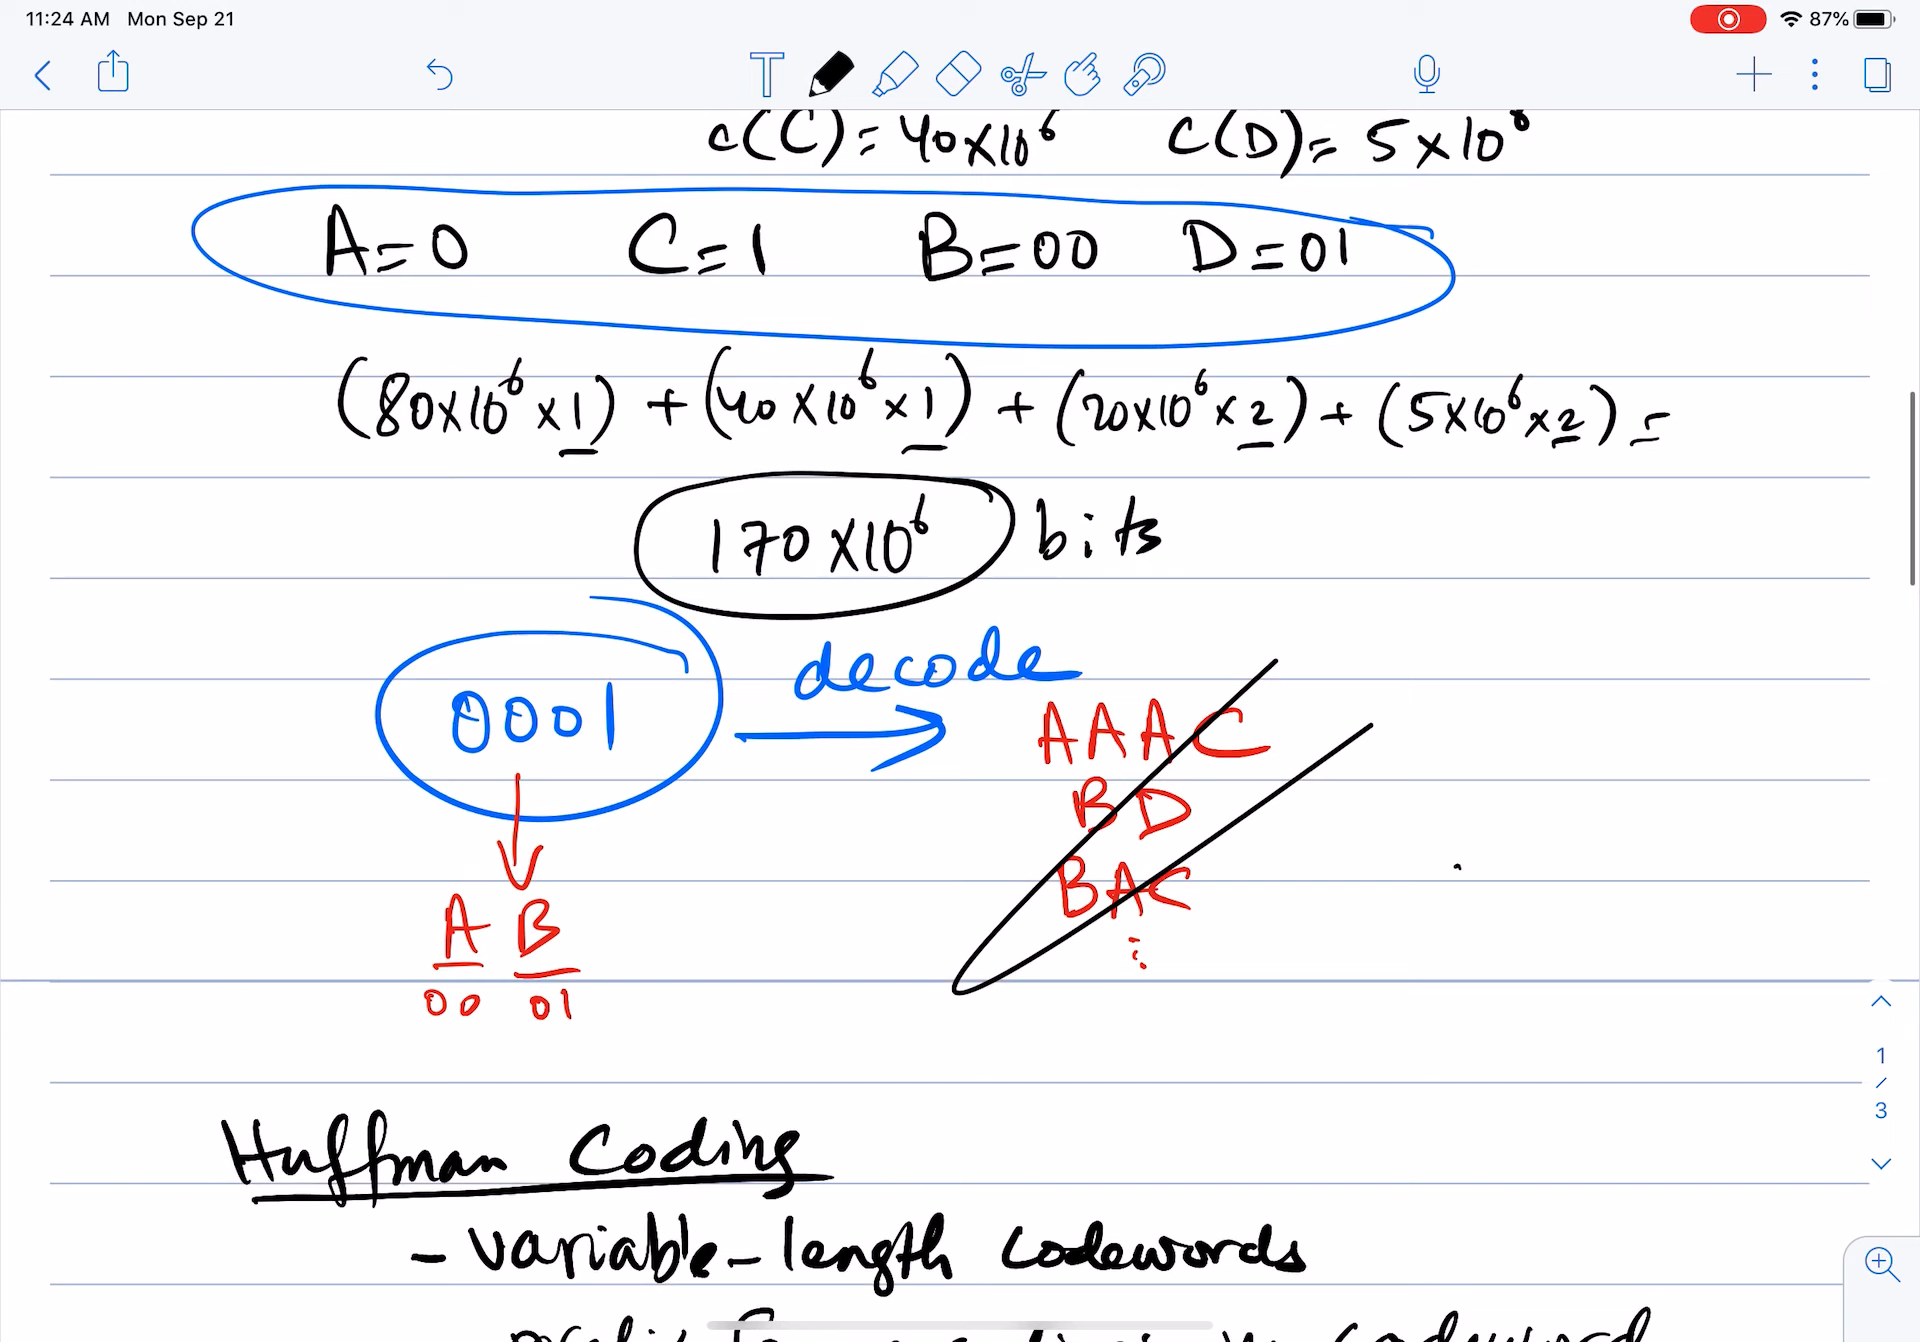 11:24 AM Mon Sep 21 87%
c(C)= 40×10⁶ C(D)= 5×10⁶
A=0 C=1 B=00 D=01
(80×10⁶×1) + (40×10⁶×1) + (20×10⁶×2) + (5×10⁶×2) =
170×10⁶ bits
decode
0001
AAAC
BD
BAC
⋮
A B
00 01
1
/
3
Huffman Coding
- variable-length codewords
codeword